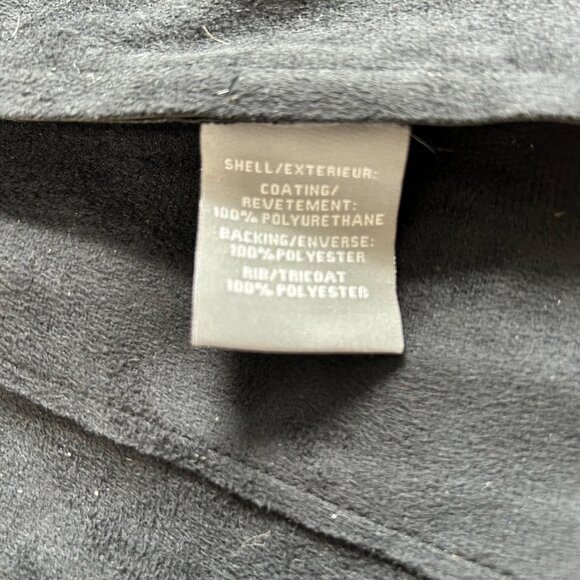 SHELL/EXTERIEUR:
COATING/
REVETEMENT:
100% POLYURETHANE
BACKING/ENVERSE:
100% POLYESTER
RIB/TRICOAT
100% POLYESTER